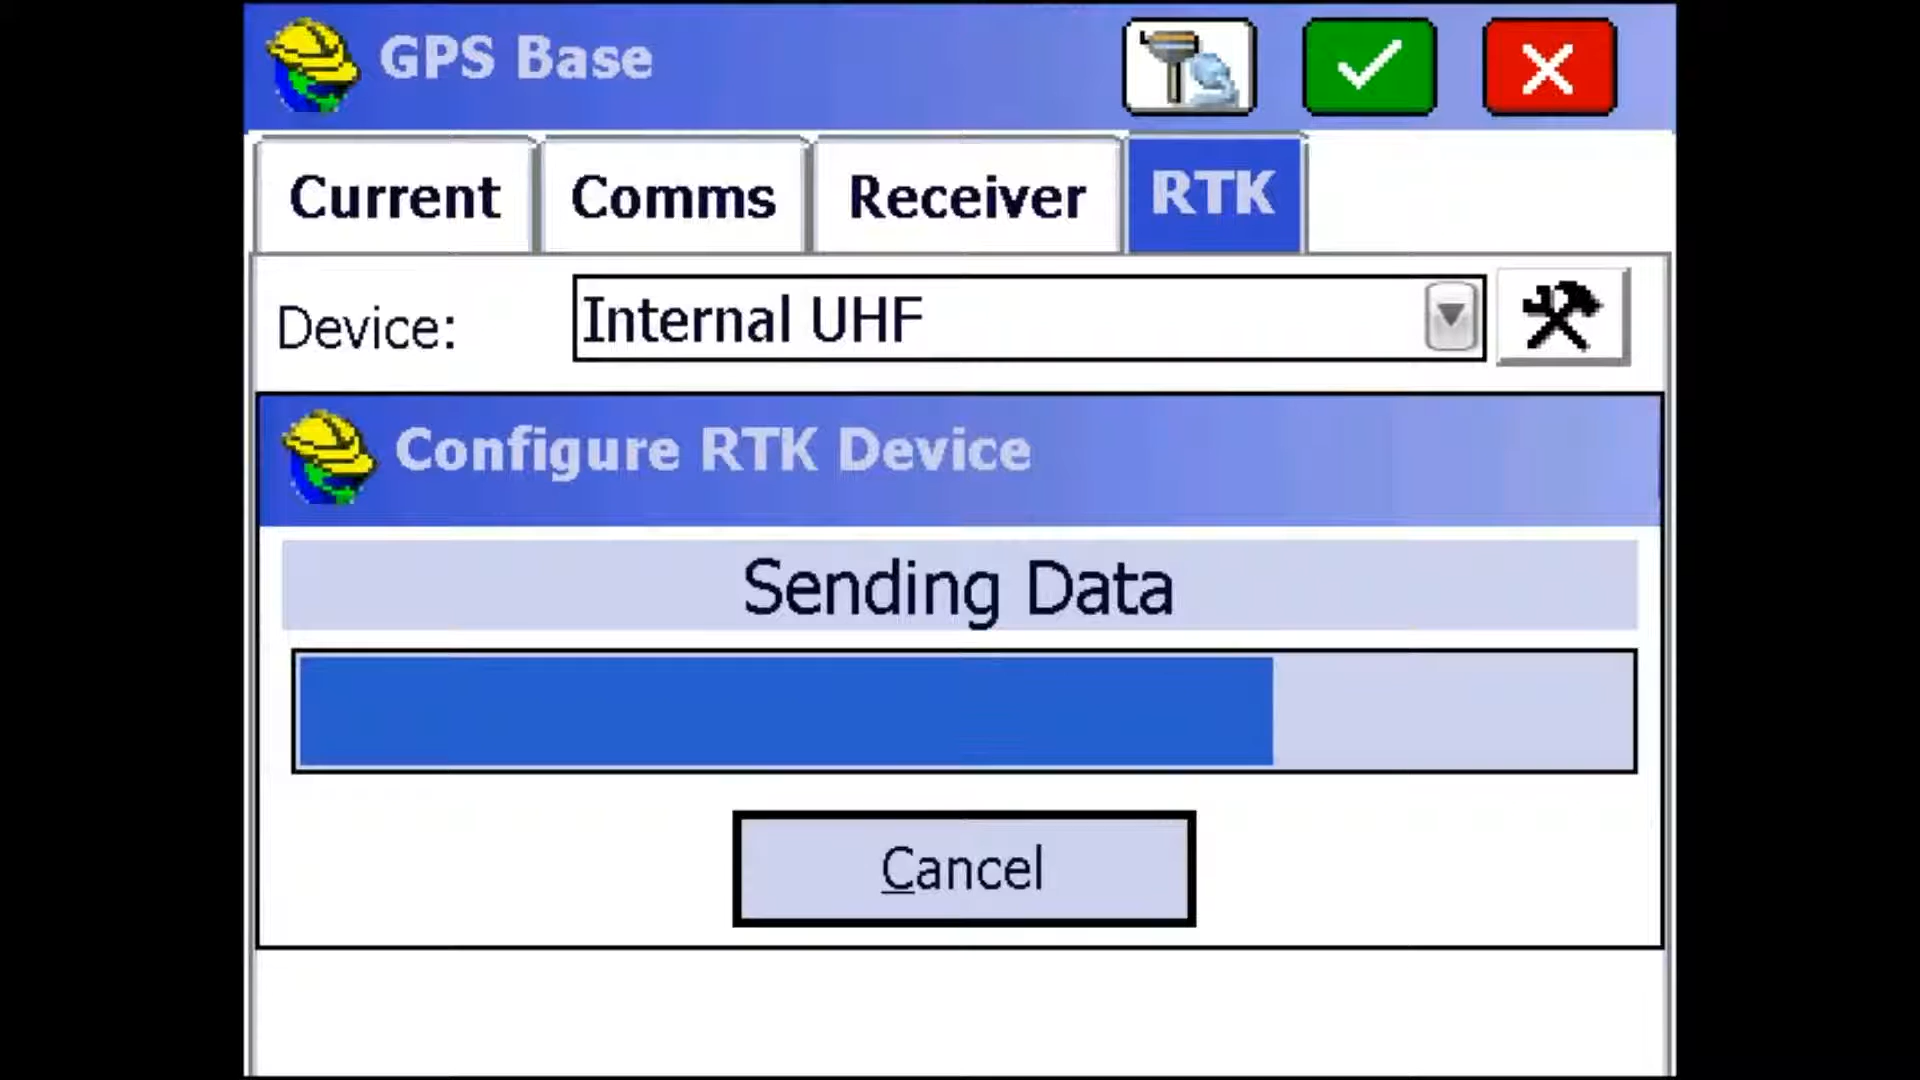 GPS Base
Current Comms Receiver RTK
Device: Internal UHF
Configure RTK Device
Sending Data
Cancel